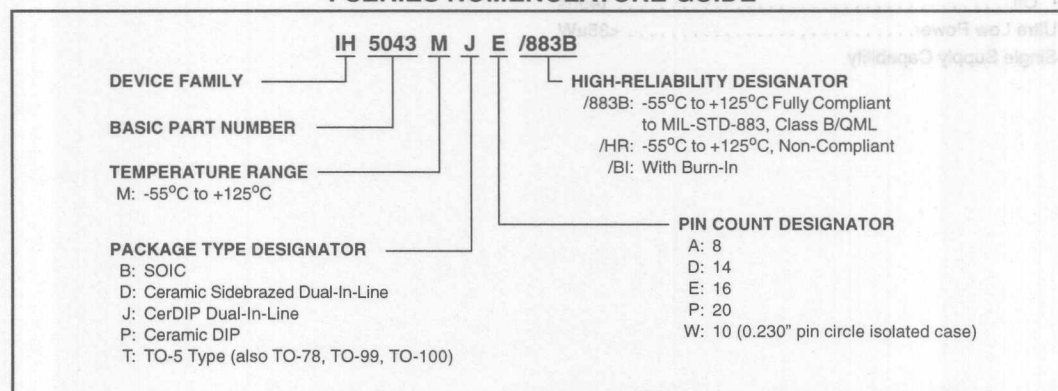 IH 5043 M J E /883B
DEVICE FAMILY
BASIC PART NUMBER
TEMPERATURE RANGE
M: -55°C to +125°C
PACKAGE TYPE DESIGNATOR
B: SOIC
D: Ceramic Sidebrazed Dual-In-Line
J: CerDIP Dual-In-Line
P: Ceramic DIP
T: TO-5 Type (also TO-78, TO-99, TO-100)
HIGH-RELIABILITY DESIGNATOR
/883B: -55°C to +125°C Fully Compliant
to MIL-STD-883, Class B/QML
/HR: -55°C to +125°C, Non-Compliant
/BI: With Burn-In
PIN COUNT DESIGNATOR
A: 8
D: 14
E: 16
P: 20
W: 10 (0.230" pin circle isolated case)
Ultra Low Power
Single Supply Capability